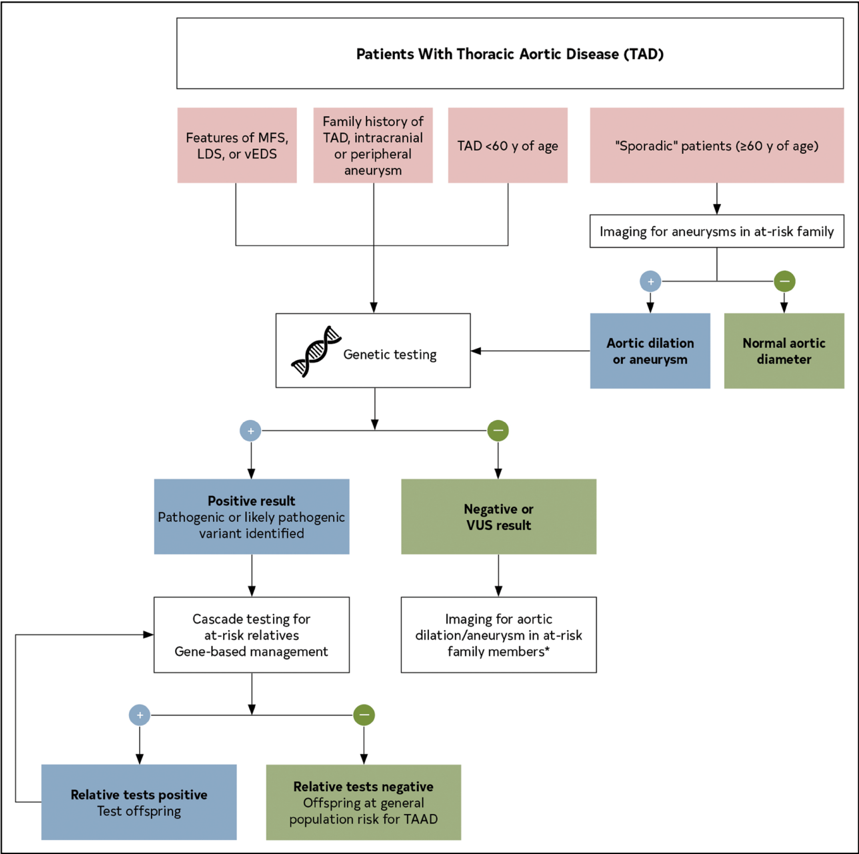 Patients With Thoracic Aortic Disease (TAD)
Features of MFS,
LDS, or vEDS
Family history of
TAD, intracranial
or peripheral
aneurysm
TAD <60 y of age
"Sporadic" patients (≥60 y of age)
Imaging for aneurysms in at-risk family
+
−
Aortic dilation
or aneurysm
Normal aortic
diameter
Genetic testing
+
−
Positive result
Pathogenic or likely pathogenic
variant identified
Negative or
VUS result
Cascade testing for
at-risk relatives
Gene-based management
Imaging for aortic
dilation/aneurysm in at-risk
family members*
+
−
Relative tests positive
Test offspring
Relative tests negative
Offspring at general
population risk for TAAD